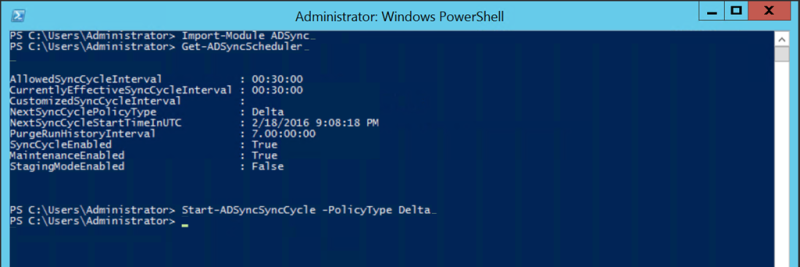 Administrator: Windows PowerShell
PS C:\Users\Administrator> Import-Module ADSync
PS C:\Users\Administrator> Get-ADSyncScheduler
AllowedSyncCycleInterval : 00:30:00
CurrentlyEffectiveSyncCycleInterval : 00:30:00
CustomizedSyncCycleInterval :
NextSyncCyclePolicyType : Delta
NextSyncCycleStartTimeInUTC : 2/18/2016 9:08:18 PM
PurgeRunHistoryInterval : 7.00:00:00
SyncCycleEnabled : True
MaintenanceEnabled : True
StagingModeEnabled : False
PS C:\Users\Administrator> Start-ADSyncSyncCycle -PolicyType Delta
PS C:\Users\Administrator>